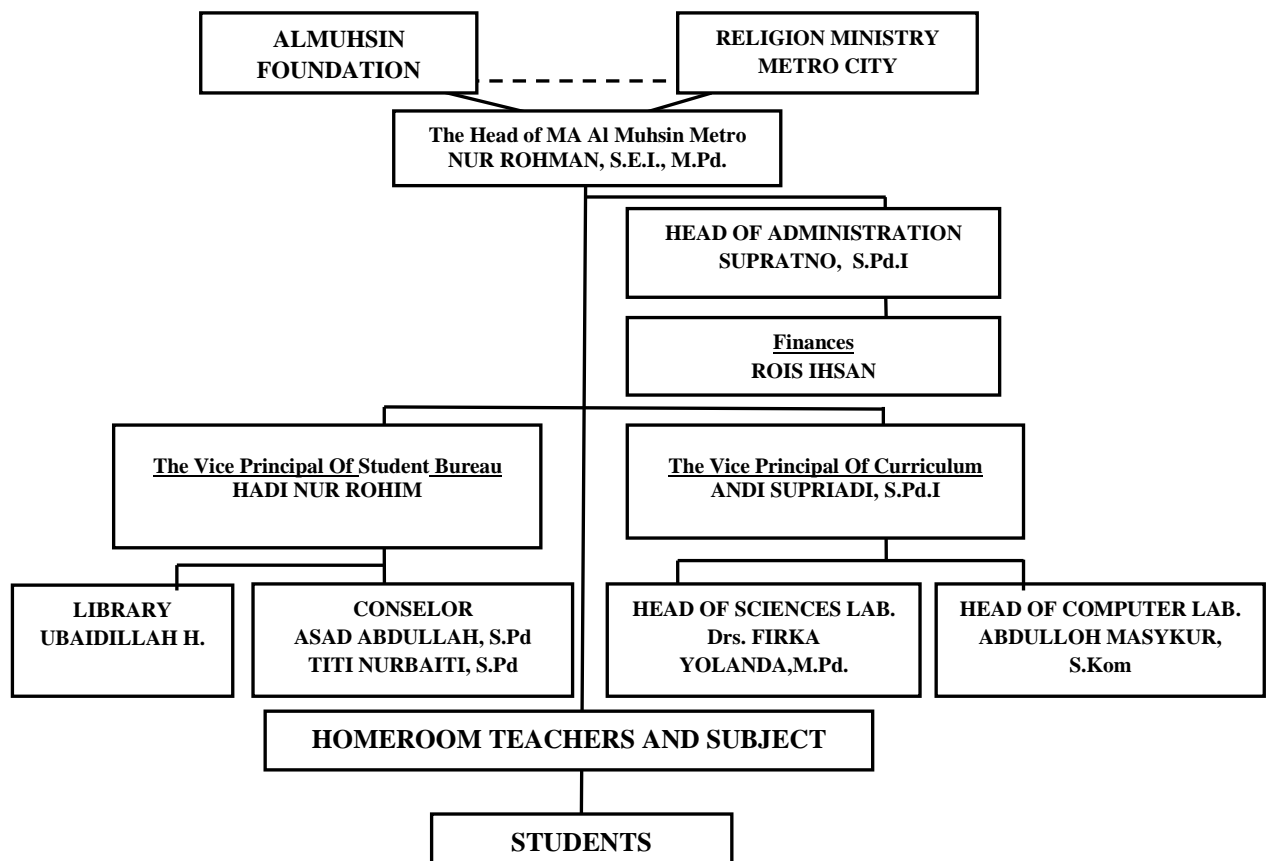 ALMUHSIN
FOUNDATION
RELIGION MINISTRY
METRO CITY
The Head of MA Al Muhsin Metro
NUR ROHMAN, S.E.I., M.Pd.
HEAD OF ADMINISTRATION
SUPRATNO, S.Pd.I
Finances
ROIS IHSAN
The Vice Principal Of Student Bureau
HADI NUR ROHIM
The Vice Principal Of Curriculum
ANDI SUPRIADI, S.Pd.I
LIBRARY
UBAIDILLAH H.
CONSELOR
ASAD ABDULLAH, S.Pd
TITI NURBAITI, S.Pd
HEAD OF SCIENCES LAB.
Drs. FIRKA
YOLANDA,M.Pd.
HEAD OF COMPUTER LAB.
ABDULLOH MASYKUR,
S.Kom
HOMEROOM TEACHERS AND SUBJECT
STUDENTS